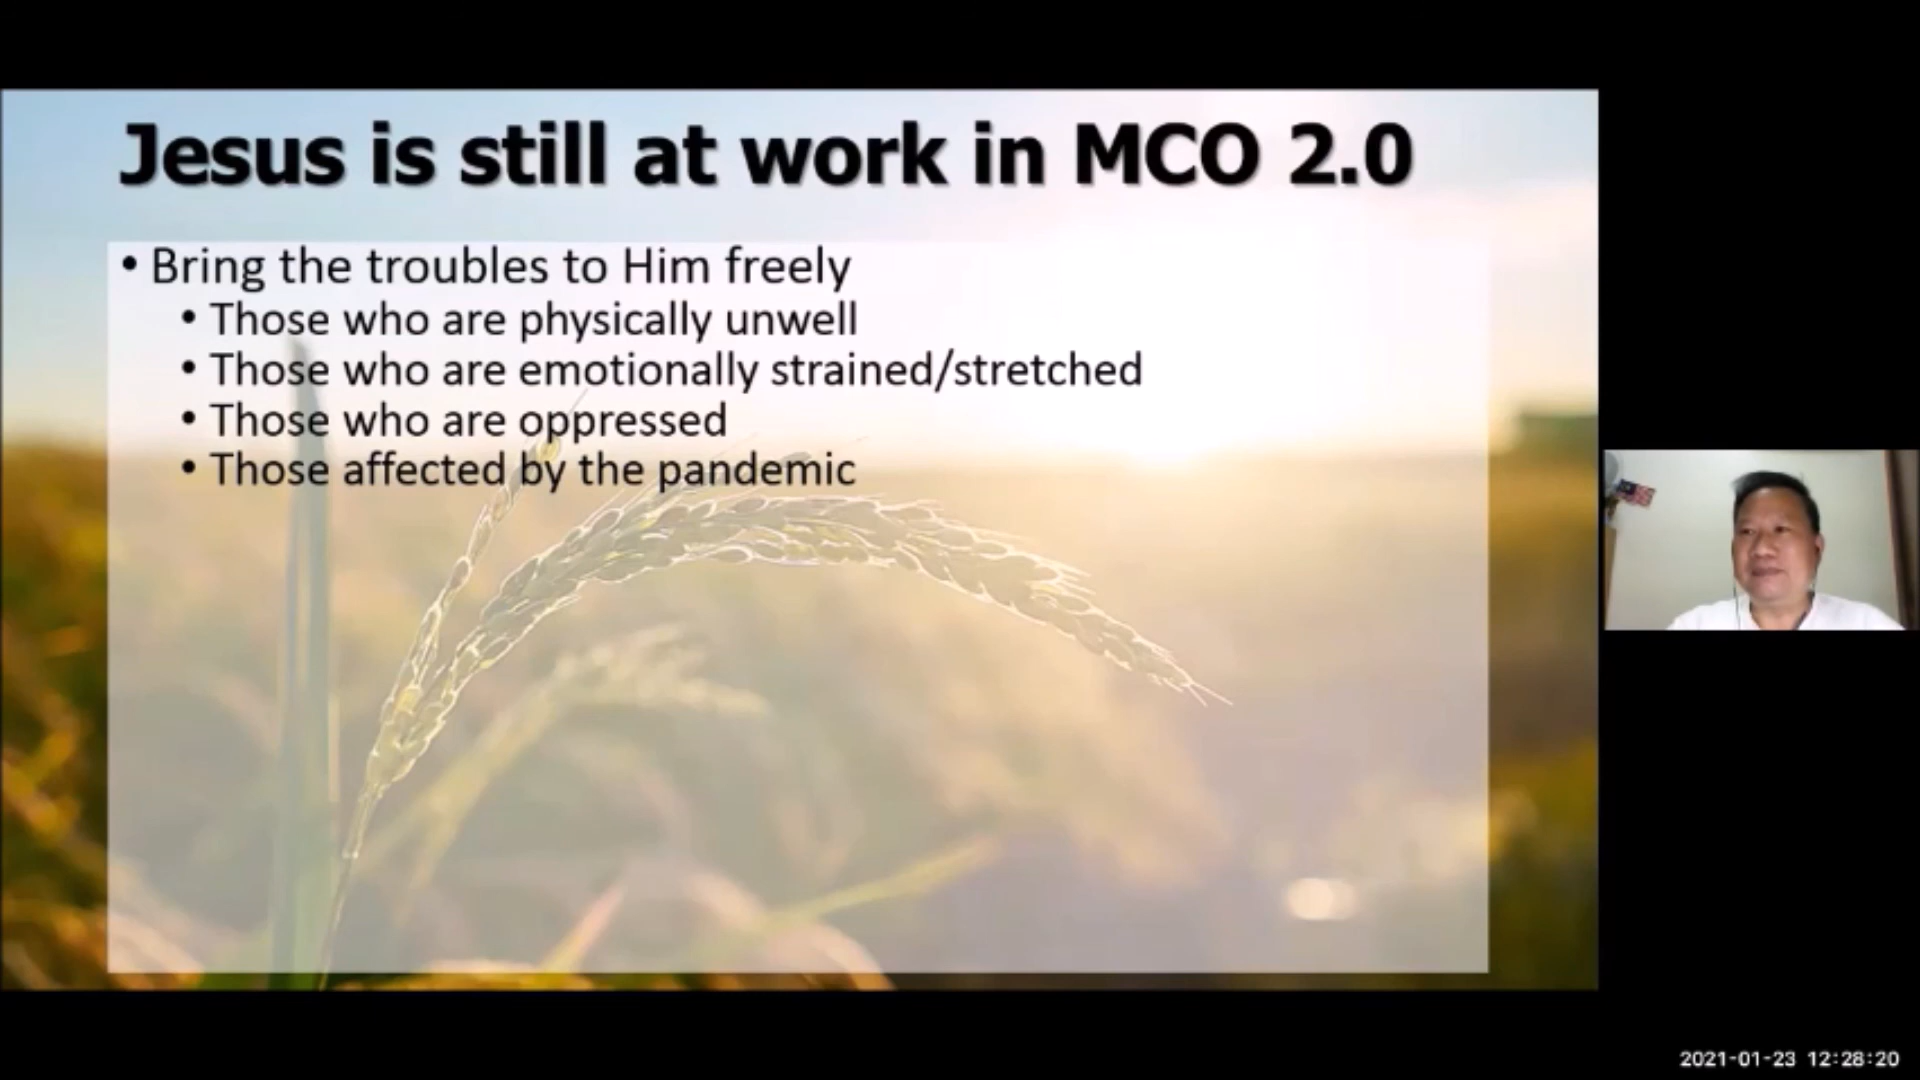 Jesus is still at work in MCO 2.0
• Bring the troubles to Him freely
• Those who are physically unwell
• Those who are emotionally strained/stretched
• Those who are oppressed
• Those affected by the pandemic
2021-01-23 12:28:20